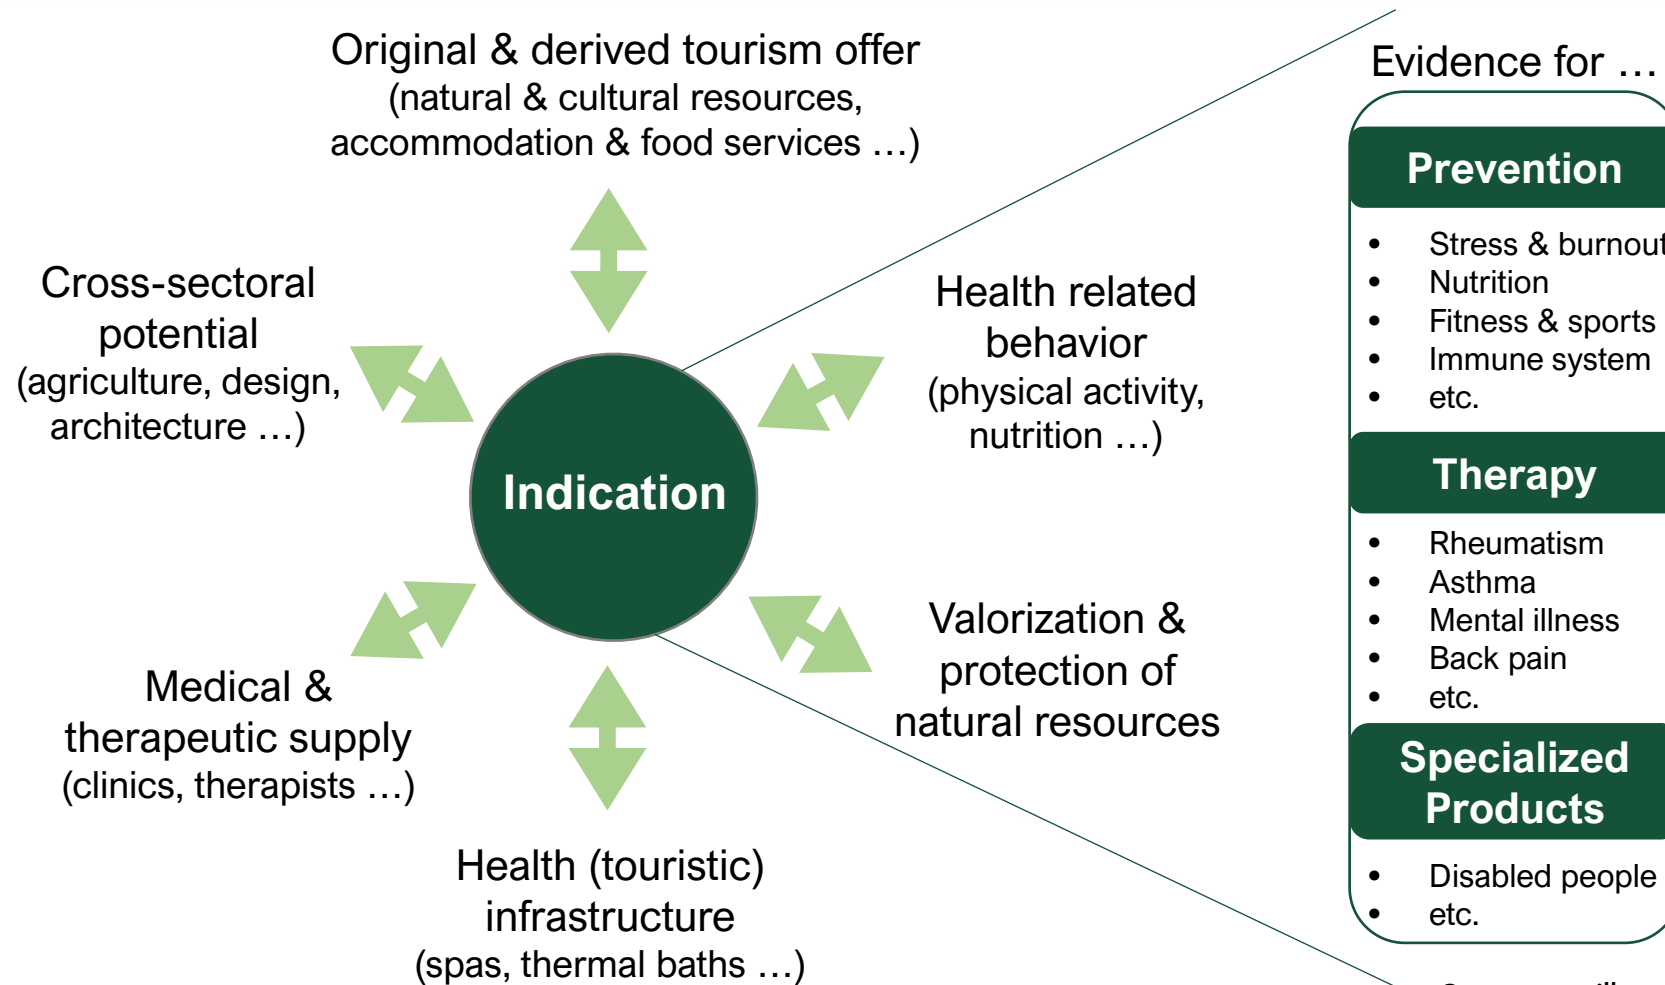 Original & derived tourism offer
(natural & cultural resources,
accommodation & food services …)
Cross-sectoral
potential
(agriculture, design,
architecture …)
Health related
behavior
(physical activity,
nutrition …)
Indication
Medical &
therapeutic supply
(clinics, therapists …)
Valorization &
protection of
natural resources
Health (touristic)
infrastructure
(spas, thermal baths …)
Evidence for …
Prevention
• Stress & burnout
• Nutrition
• Fitness & sports
• Immune system
• etc.
Therapy
• Rheumatism
• Asthma
• Mental illness
• Back pain
• etc.
Specialized
Products
• Disabled people
• etc.